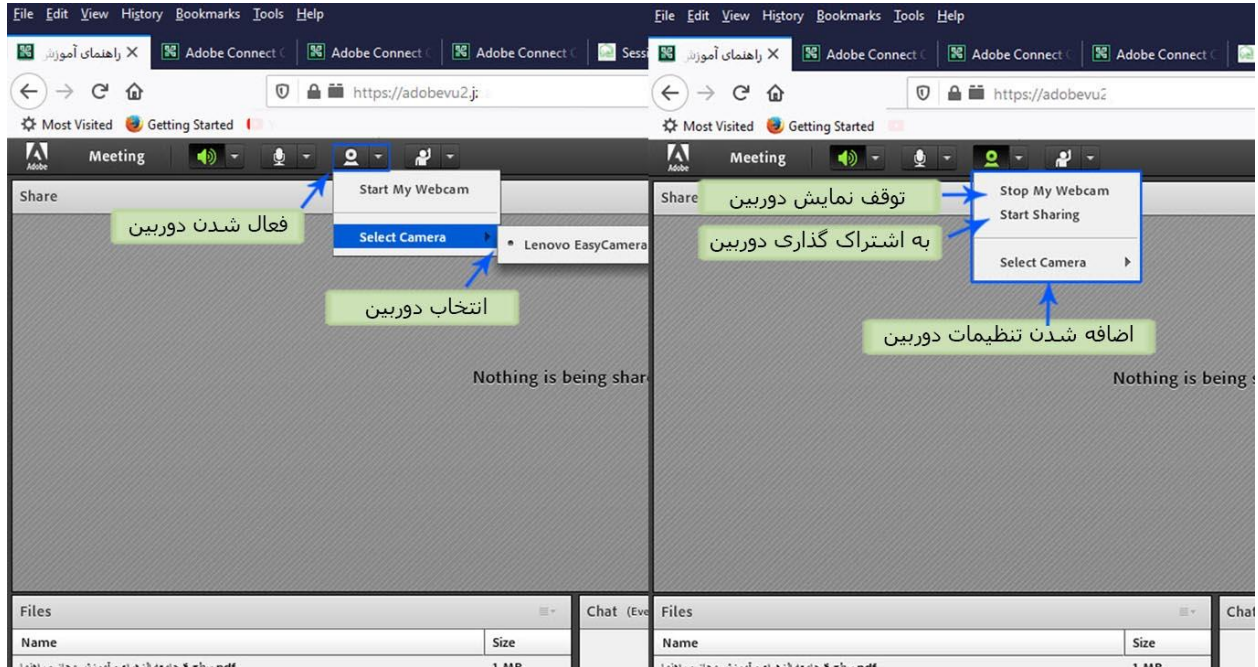 File Edit View History Bookmarks Tools Help
راهنمای آموزش × Adobe Connect Adobe Connect Adobe Connect
https://adobevu2.j
Most Visited Getting Started
Adobe Meeting
Start My Webcam
Share
فعال شدن دوربین
Select Camera
Lenovo EasyCamera
انتخاب دوربین
Nothing is being shar
Files Chat (Eve
Name Size
1 MB
File Edit View History Bookmarks Tools Help
راهنمای آموزش × Adobe Connect Adobe Connect Adobe Connect
https://adobevu2
Most Visited Getting Started
Adobe Meeting
Share
توقف نمایش دوربین
Stop My Webcam
Start Sharing
به اشتراک گذاری دوربین
Select Camera
اضافه شدن تنظیمات دوربین
Nothing is being
Files Chat
Name Size
1 MB